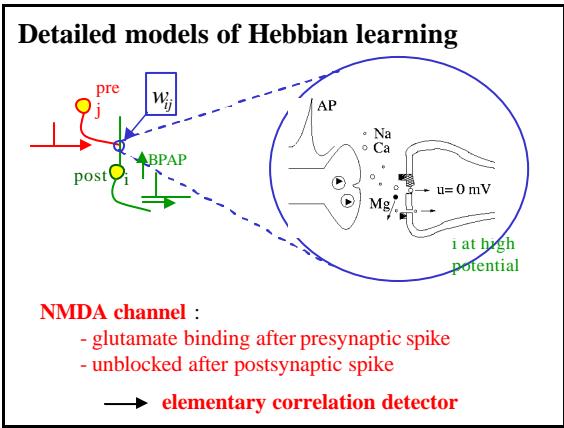 Detailed models of Hebbian learning
pre
j
w_ij
BPAP
post
i
AP
Na
Ca
Mg
u= 0 mV
i at high
potential
NMDA channel :
- glutamate binding after presynaptic spike
- unblocked after postsynaptic spike
elementary correlation detector